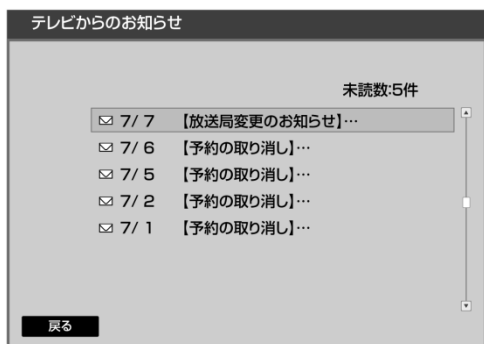 テレビからのお知らせ
未読数:5件
7/ 7 【放送局変更のお知らせ】…
7/ 6 【予約の取り消し】…
7/ 5 【予約の取り消し】…
7/ 2 【予約の取り消し】…
7/ 1 【予約の取り消し】…
戻る